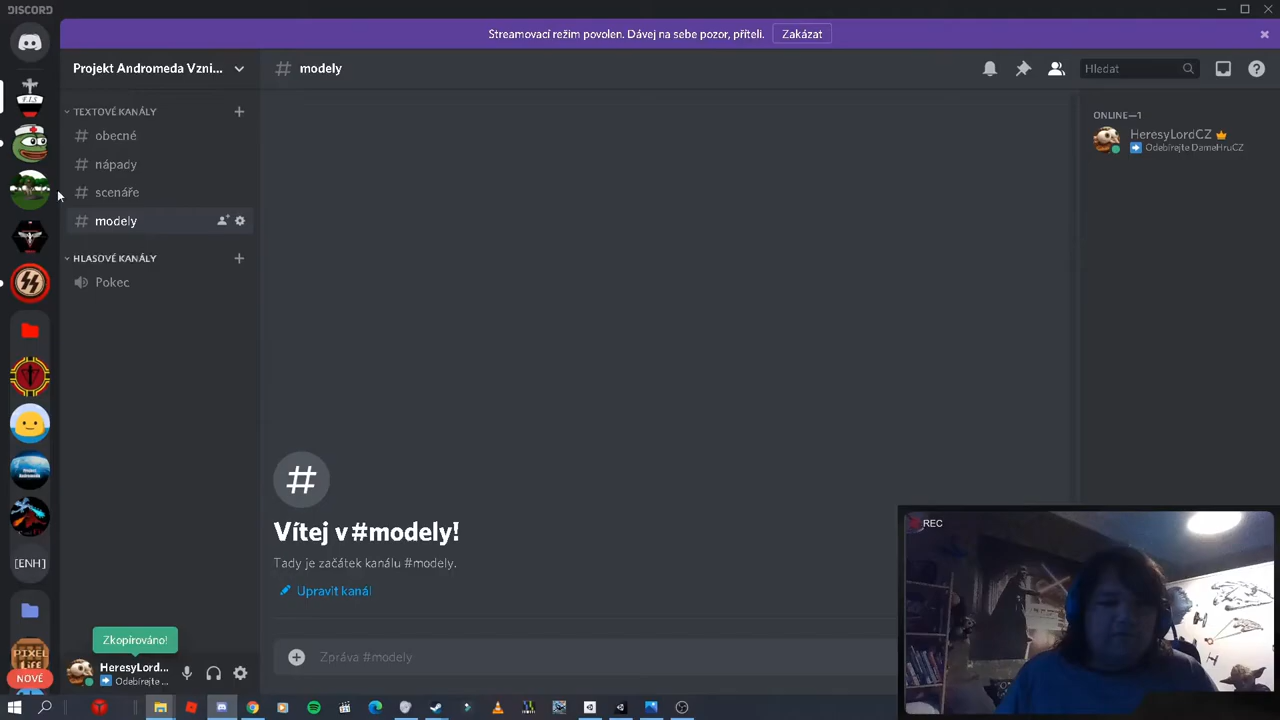 DISCORD
Streamovací režim povolen. Dávej na sebe pozor, příteli.
Zakázat
Projekt Andromeda Vzni...
modely
Hledat
F.I.S
TEXTOVÉ KANÁLY
obecné
nápady
scenáře
modely
HLASOVÉ KANÁLY
Pokec
ONLINE—1
HeresyLordCZ
Odebírejte DameHruCZ
[ENH]
PIXEL
LIFE
NOVÉ
Vítej v #modely!
Tady je začátek kanálu #modely.
Upravit kanál
Zpráva #modely
Zkopírováno!
HeresyLord...
Odebírejte ...
REC